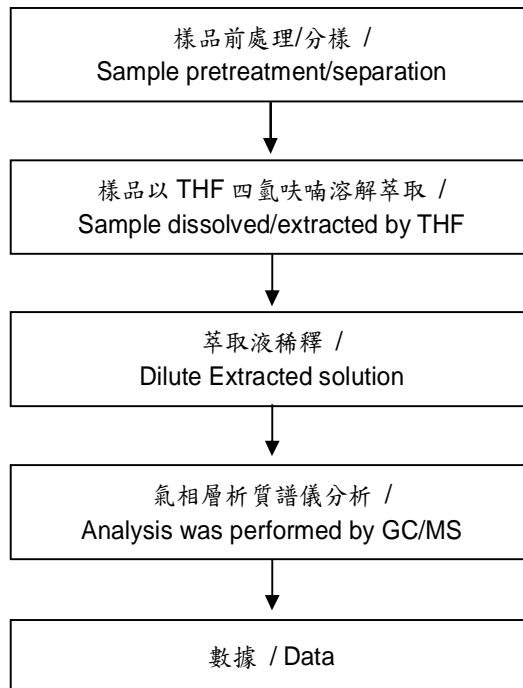 樣品前處理/分樣 /
Sample pretreatment/separation
樣品以 THF 四氫呋喃溶解萃取 /
Sample dissolved/extracted by THF
萃取液稀釋 /
Dilute Extracted solution
氣相層析質譜儀分析 /
Analysis was performed by GC/MS
數據 / Data